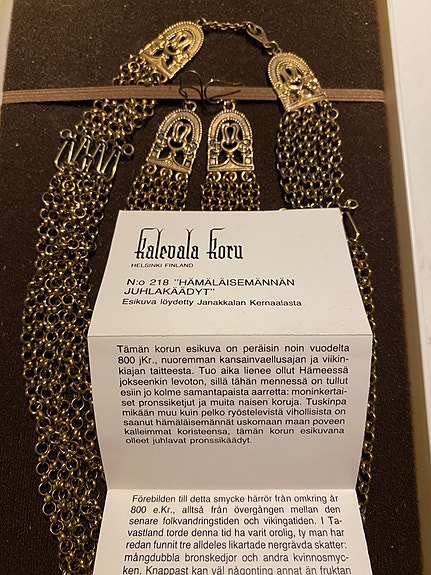 Kalevala Koru
HELSINKI FINLAND
N:o 218 "HÄMÄLÄISEMÄNNÄN
JUHLAKÄÄDYT"
Esikuva löydetty Janakkalan Kernaalasta
Tämän korun esikuva on peräisin noin vuodelta
800 jKr., nuoremman kansainvaellusajan ja viikin-
kiajan taitteesta. Tuo aika lienee ollut Hämeessä
jokseenkin levoton, sillä tähän mennessä on tullut
esiin jo kolme samantapaista aarretta: moninkertai-
set pronssiketjut ja muita naisen koruja. Tuskinpa
mikään muu kuin pelko ryöstelevistä vihollisista on
saanut hämäläisemännät uskomaan maan poveen
kalleimmat koristeensa, tämän korun esikuvana
olleet juhlavat pronssikäädyt.
Förebilden till detta smycke härrör från omkring år
800 e.Kr., alltså från övergången mellan den
senare folkvandringstiden och vikingatiden. I Ta-
vastland torde denna tid ha varit orolig, ty man har
redan funnit tre alldeles likartade nergrävda skatter:
mångdubbla bronskedjor och andra kvinnosmyc-
ken. Knappast kan väl någonting annat än fruktan